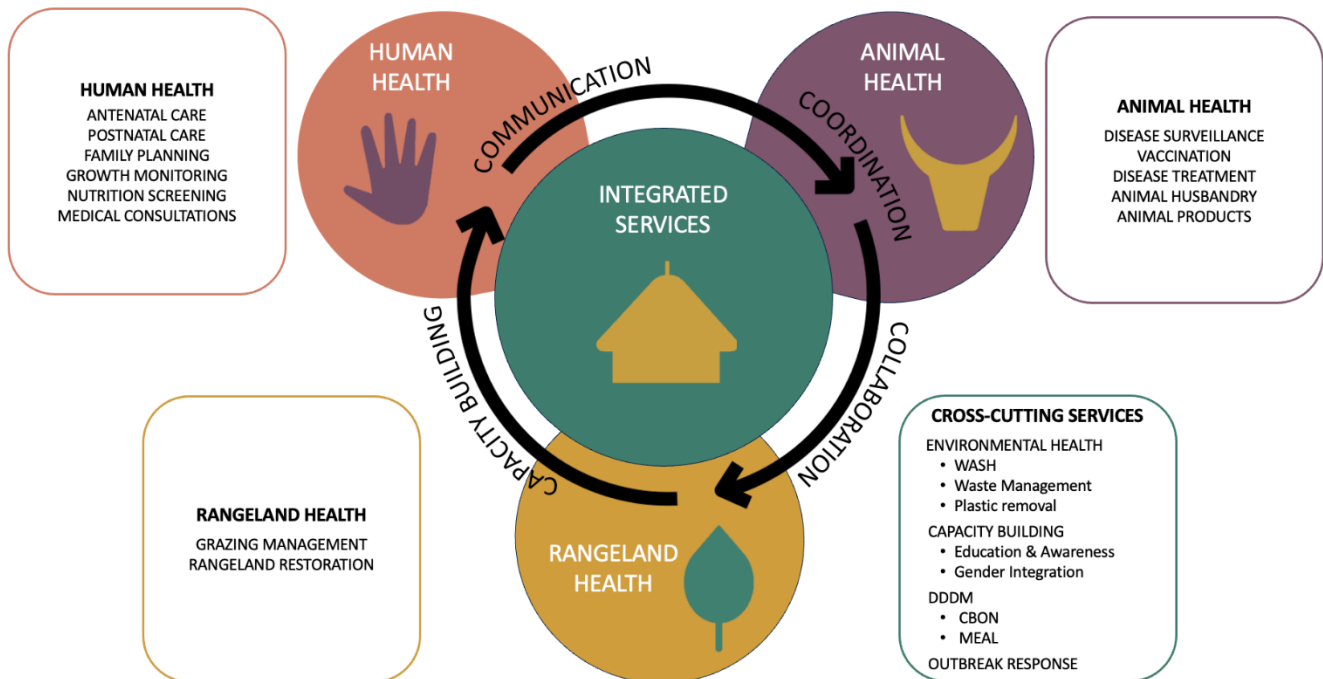 HUMAN HEALTH
ANTENATAL CARE
POSTNATAL CARE
FAMILY PLANNING
GROWTH MONITORING
NUTRITION SCREENING
MEDICAL CONSULTATIONS
HUMAN
HEALTH
COMMUNICATION
ANIMAL
HEALTH
COORDINATION
ANIMAL HEALTH
DISEASE SURVEILLANCE
VACCINATION
DISEASE TREATMENT
ANIMAL HUSBANDRY
ANIMAL PRODUCTS
INTEGRATED
SERVICES
CAPACITY BUILDING
COLLABORATION
RANGELAND HEALTH
GRAZING MANAGEMENT
RANGELAND RESTORATION
RANGELAND
HEALTH
CROSS-CUTTING SERVICES
ENVIRONMENTAL HEALTH
• WASH
• Waste Management
• Plastic removal
CAPACITY BUILDING
• Education & Awareness
• Gender Integration
DDDM
• CBON
• MEAL
OUTBREAK RESPONSE